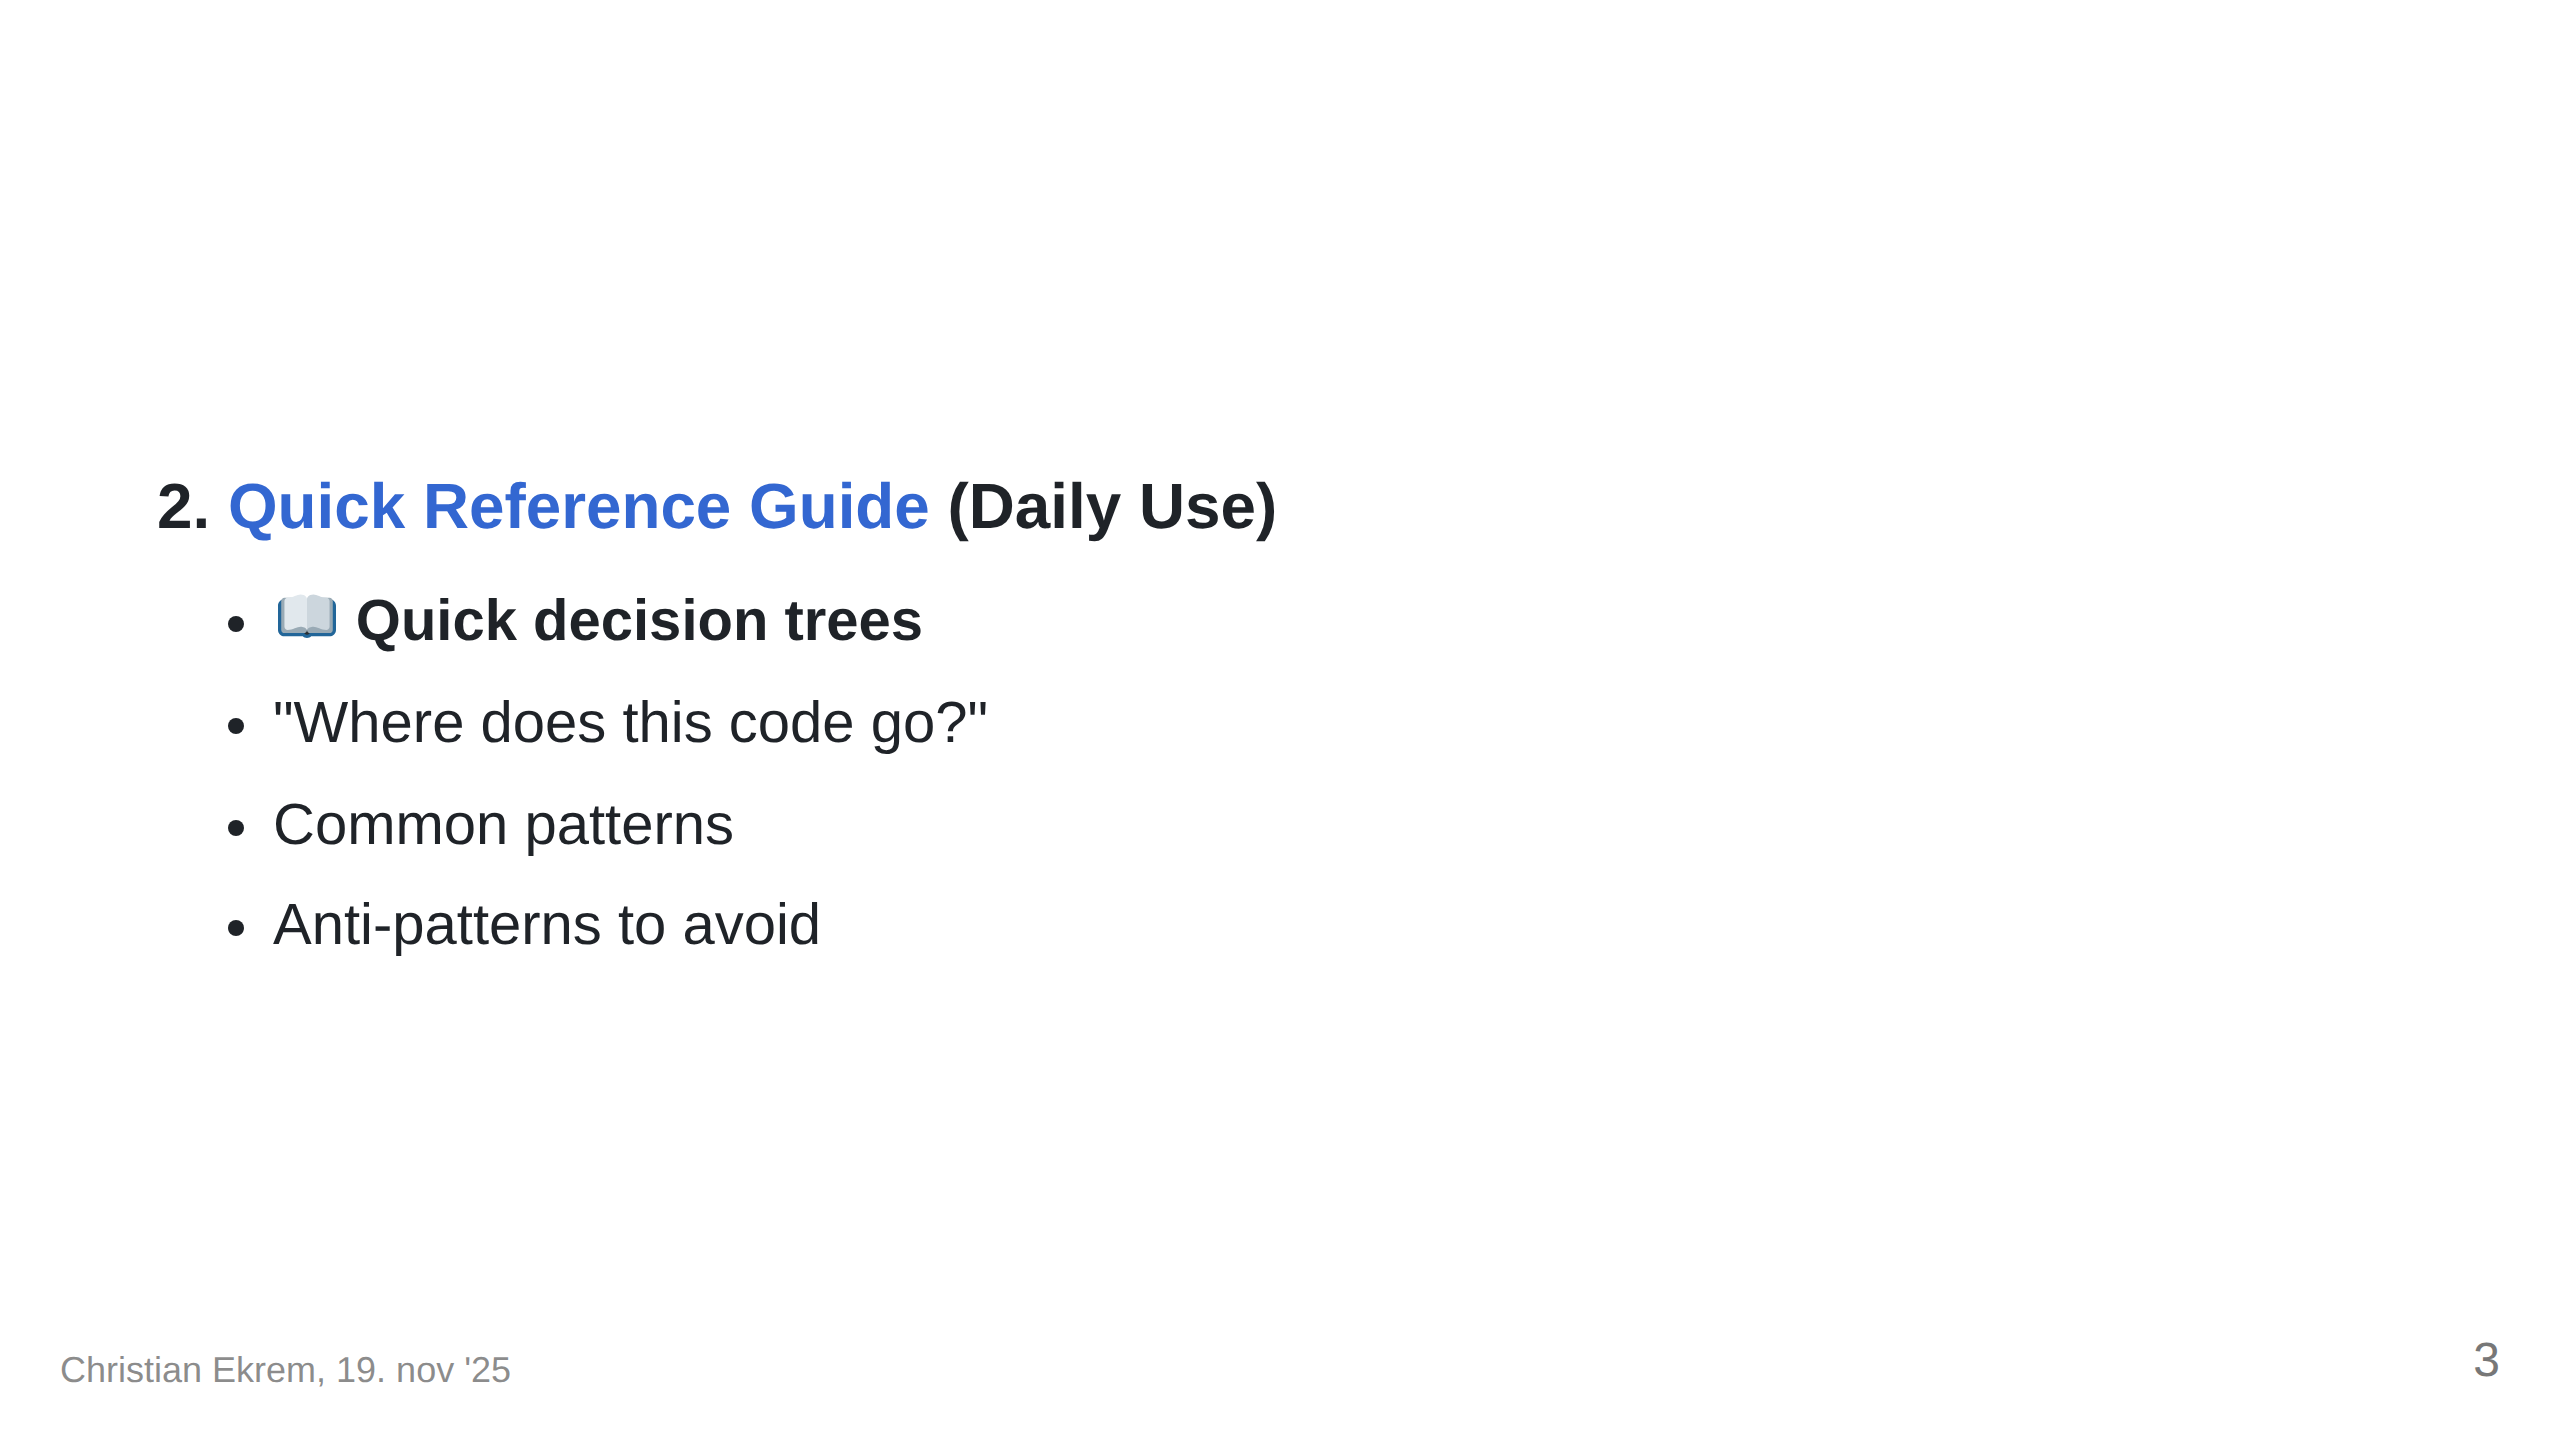 2. Quick Reference Guide (Daily Use)
• 📖 Quick decision trees
• "Where does this code go?"
• Common patterns
• Anti-patterns to avoid
Christian Ekrem, 19. nov '25
3